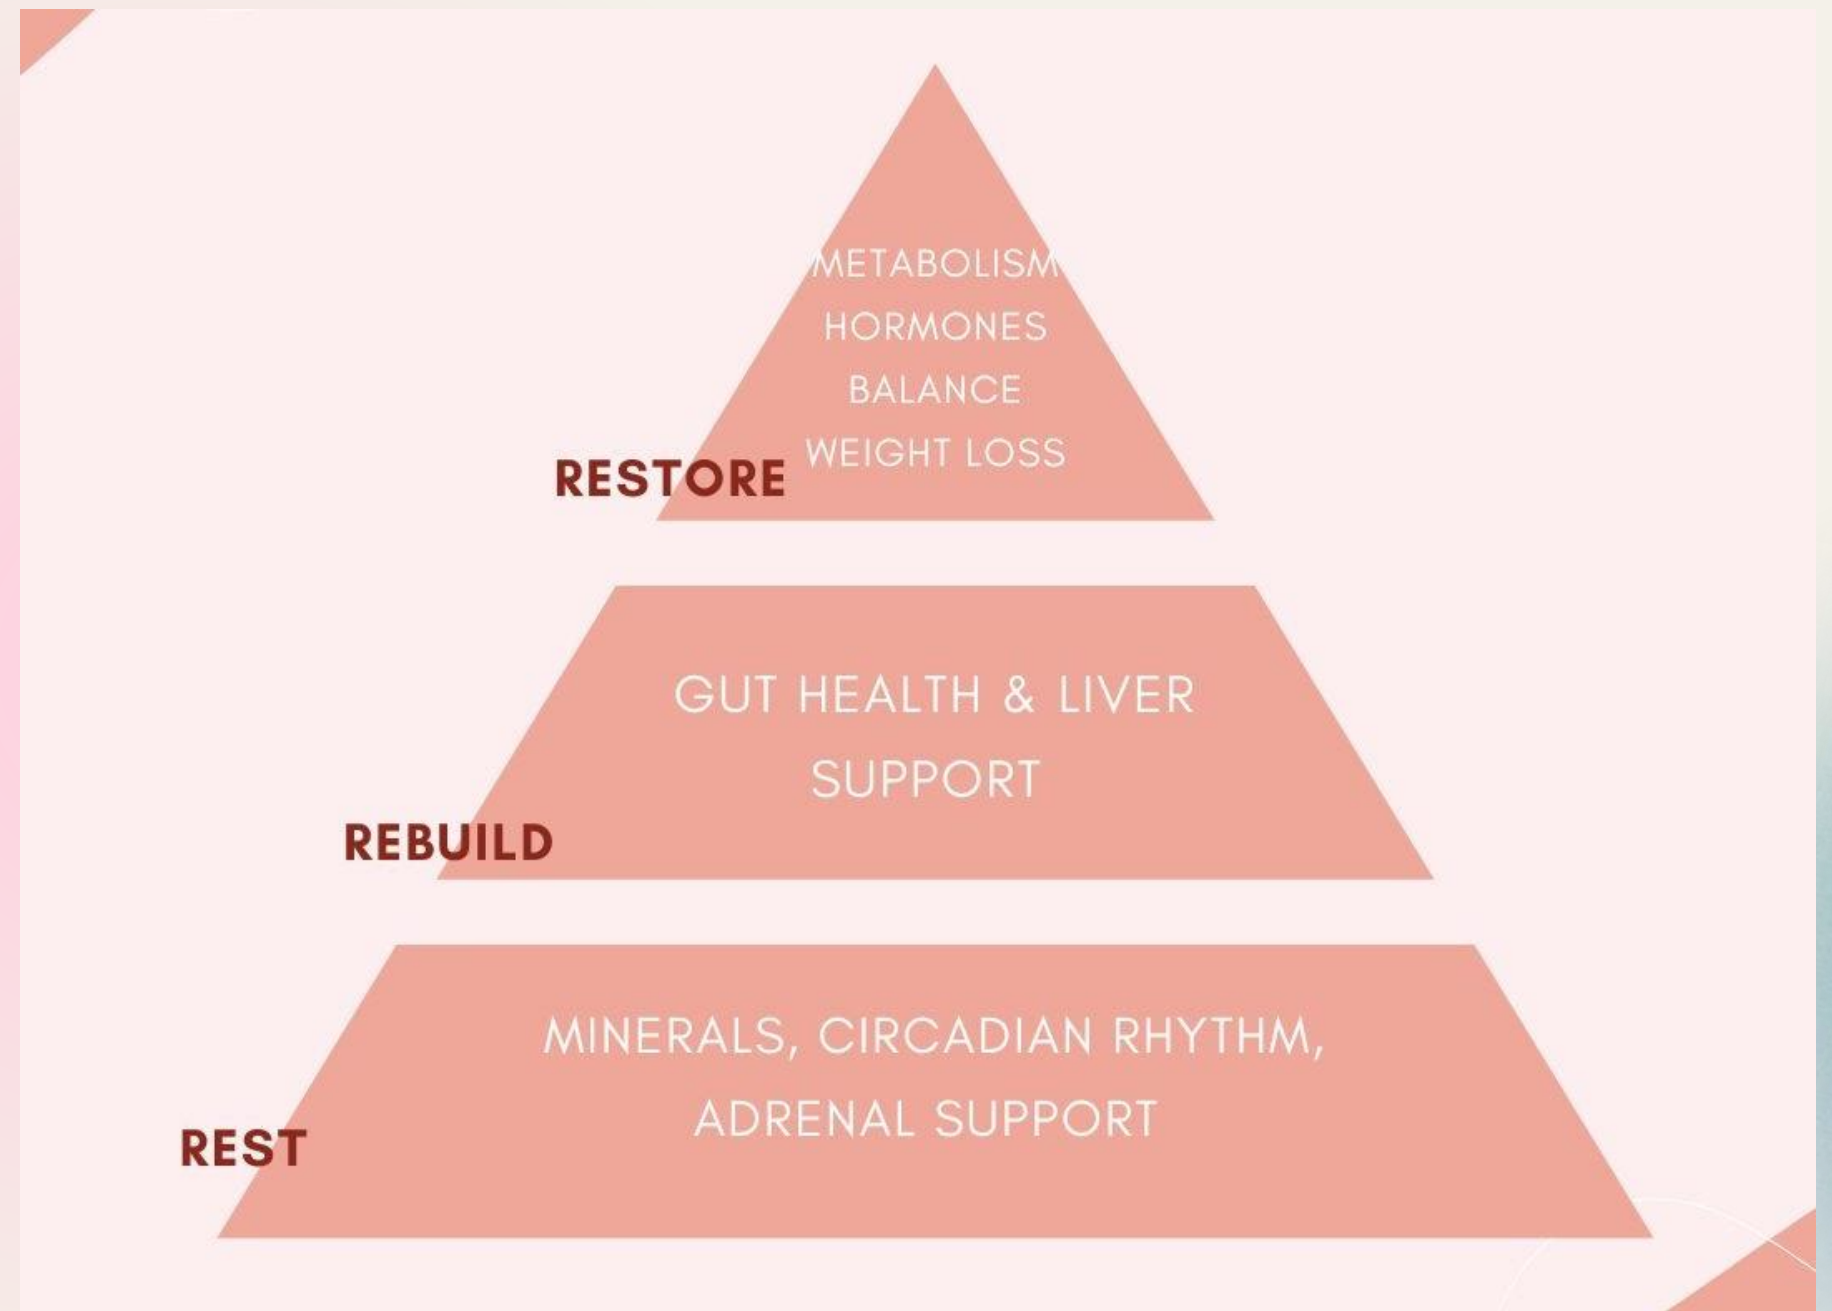 METABOLISM
HORMONES
BALANCE
WEIGHT LOSS
RESTORE
GUT HEALTH & LIVER
SUPPORT
REBUILD
MINERALS, CIRCADIAN RHYTHM,
ADRENAL SUPPORT
REST